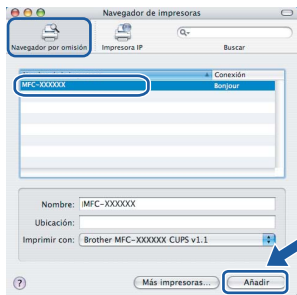 Navegador de impresoras
Navegador por omisión
Impresora IP
Buscar
Conexión
MFC-XXXXXX
Bonjour
Nombre: MFC-XXXXXX
Ubicación:
Imprimir con: Brother MFC-XXXXXX CUPS v1.1
? Más impresoras... Añadir